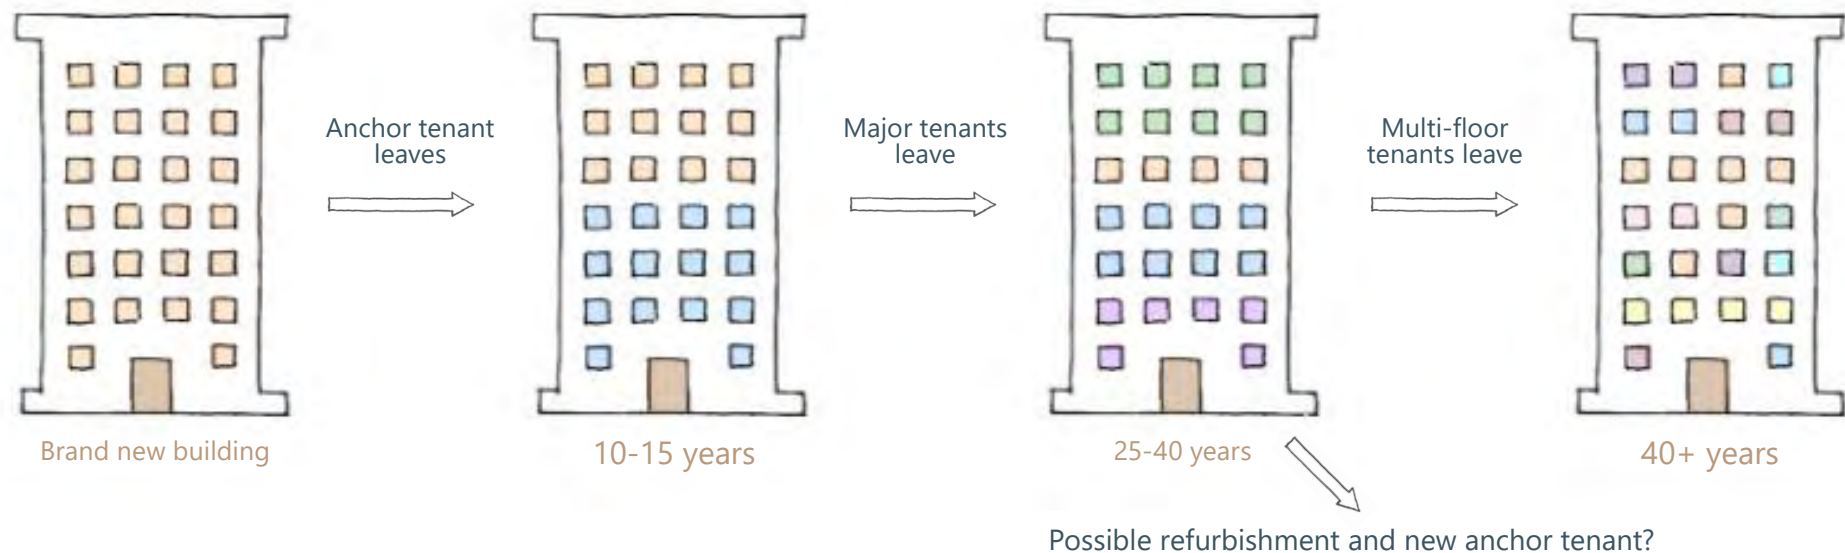 Anchor tenant
leaves
Major tenants
leave
Multi-floor
tenants leave
Brand new building
10-15 years
25-40 years
40+ years
Possible refurbishment and new anchor tenant?